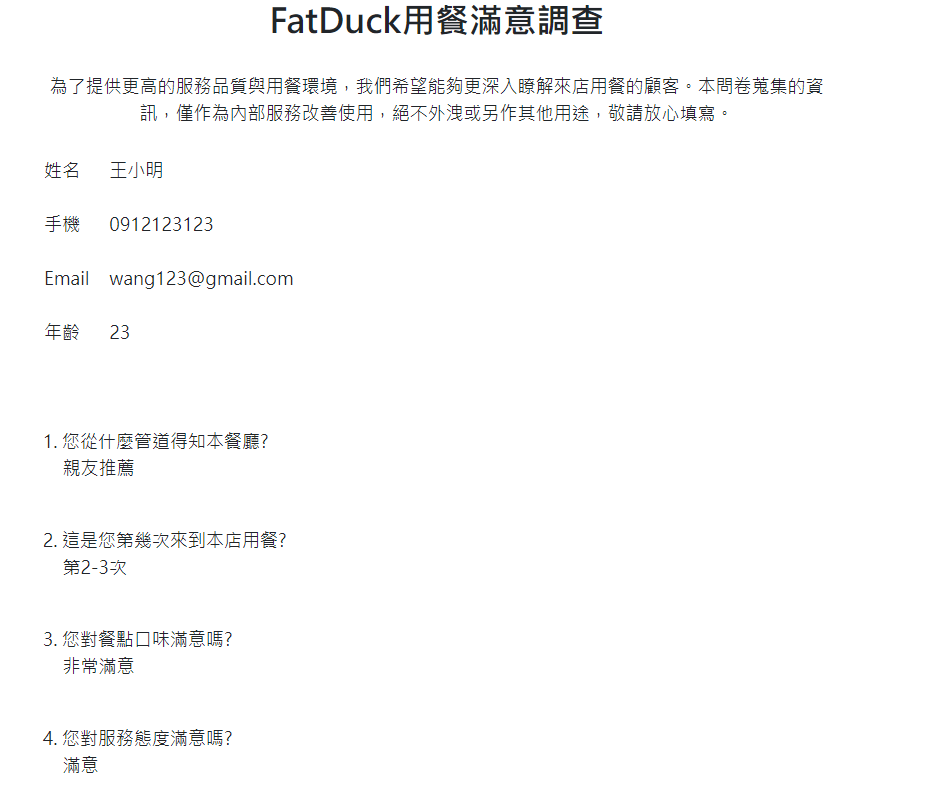 FatDuck用餐滿意調查
為了提供更高的服務品質與用餐環境，我們希望能夠更深入瞭解來店用餐的顧客。本問卷蒐集的資
訊，僅作為內部服務改善使用，絕不外洩或另作其他用途，敬請放心填寫。
姓名 王小明
手機 0912123123
Email wang123@gmail.com
年齡 23
1. 您從什麼管道得知本餐廳?
親友推薦
2. 這是您第幾次來到本店用餐?
第2-3次
3. 您對餐點口味滿意嗎?
非常滿意
4. 您對服務態度滿意嗎?
滿意